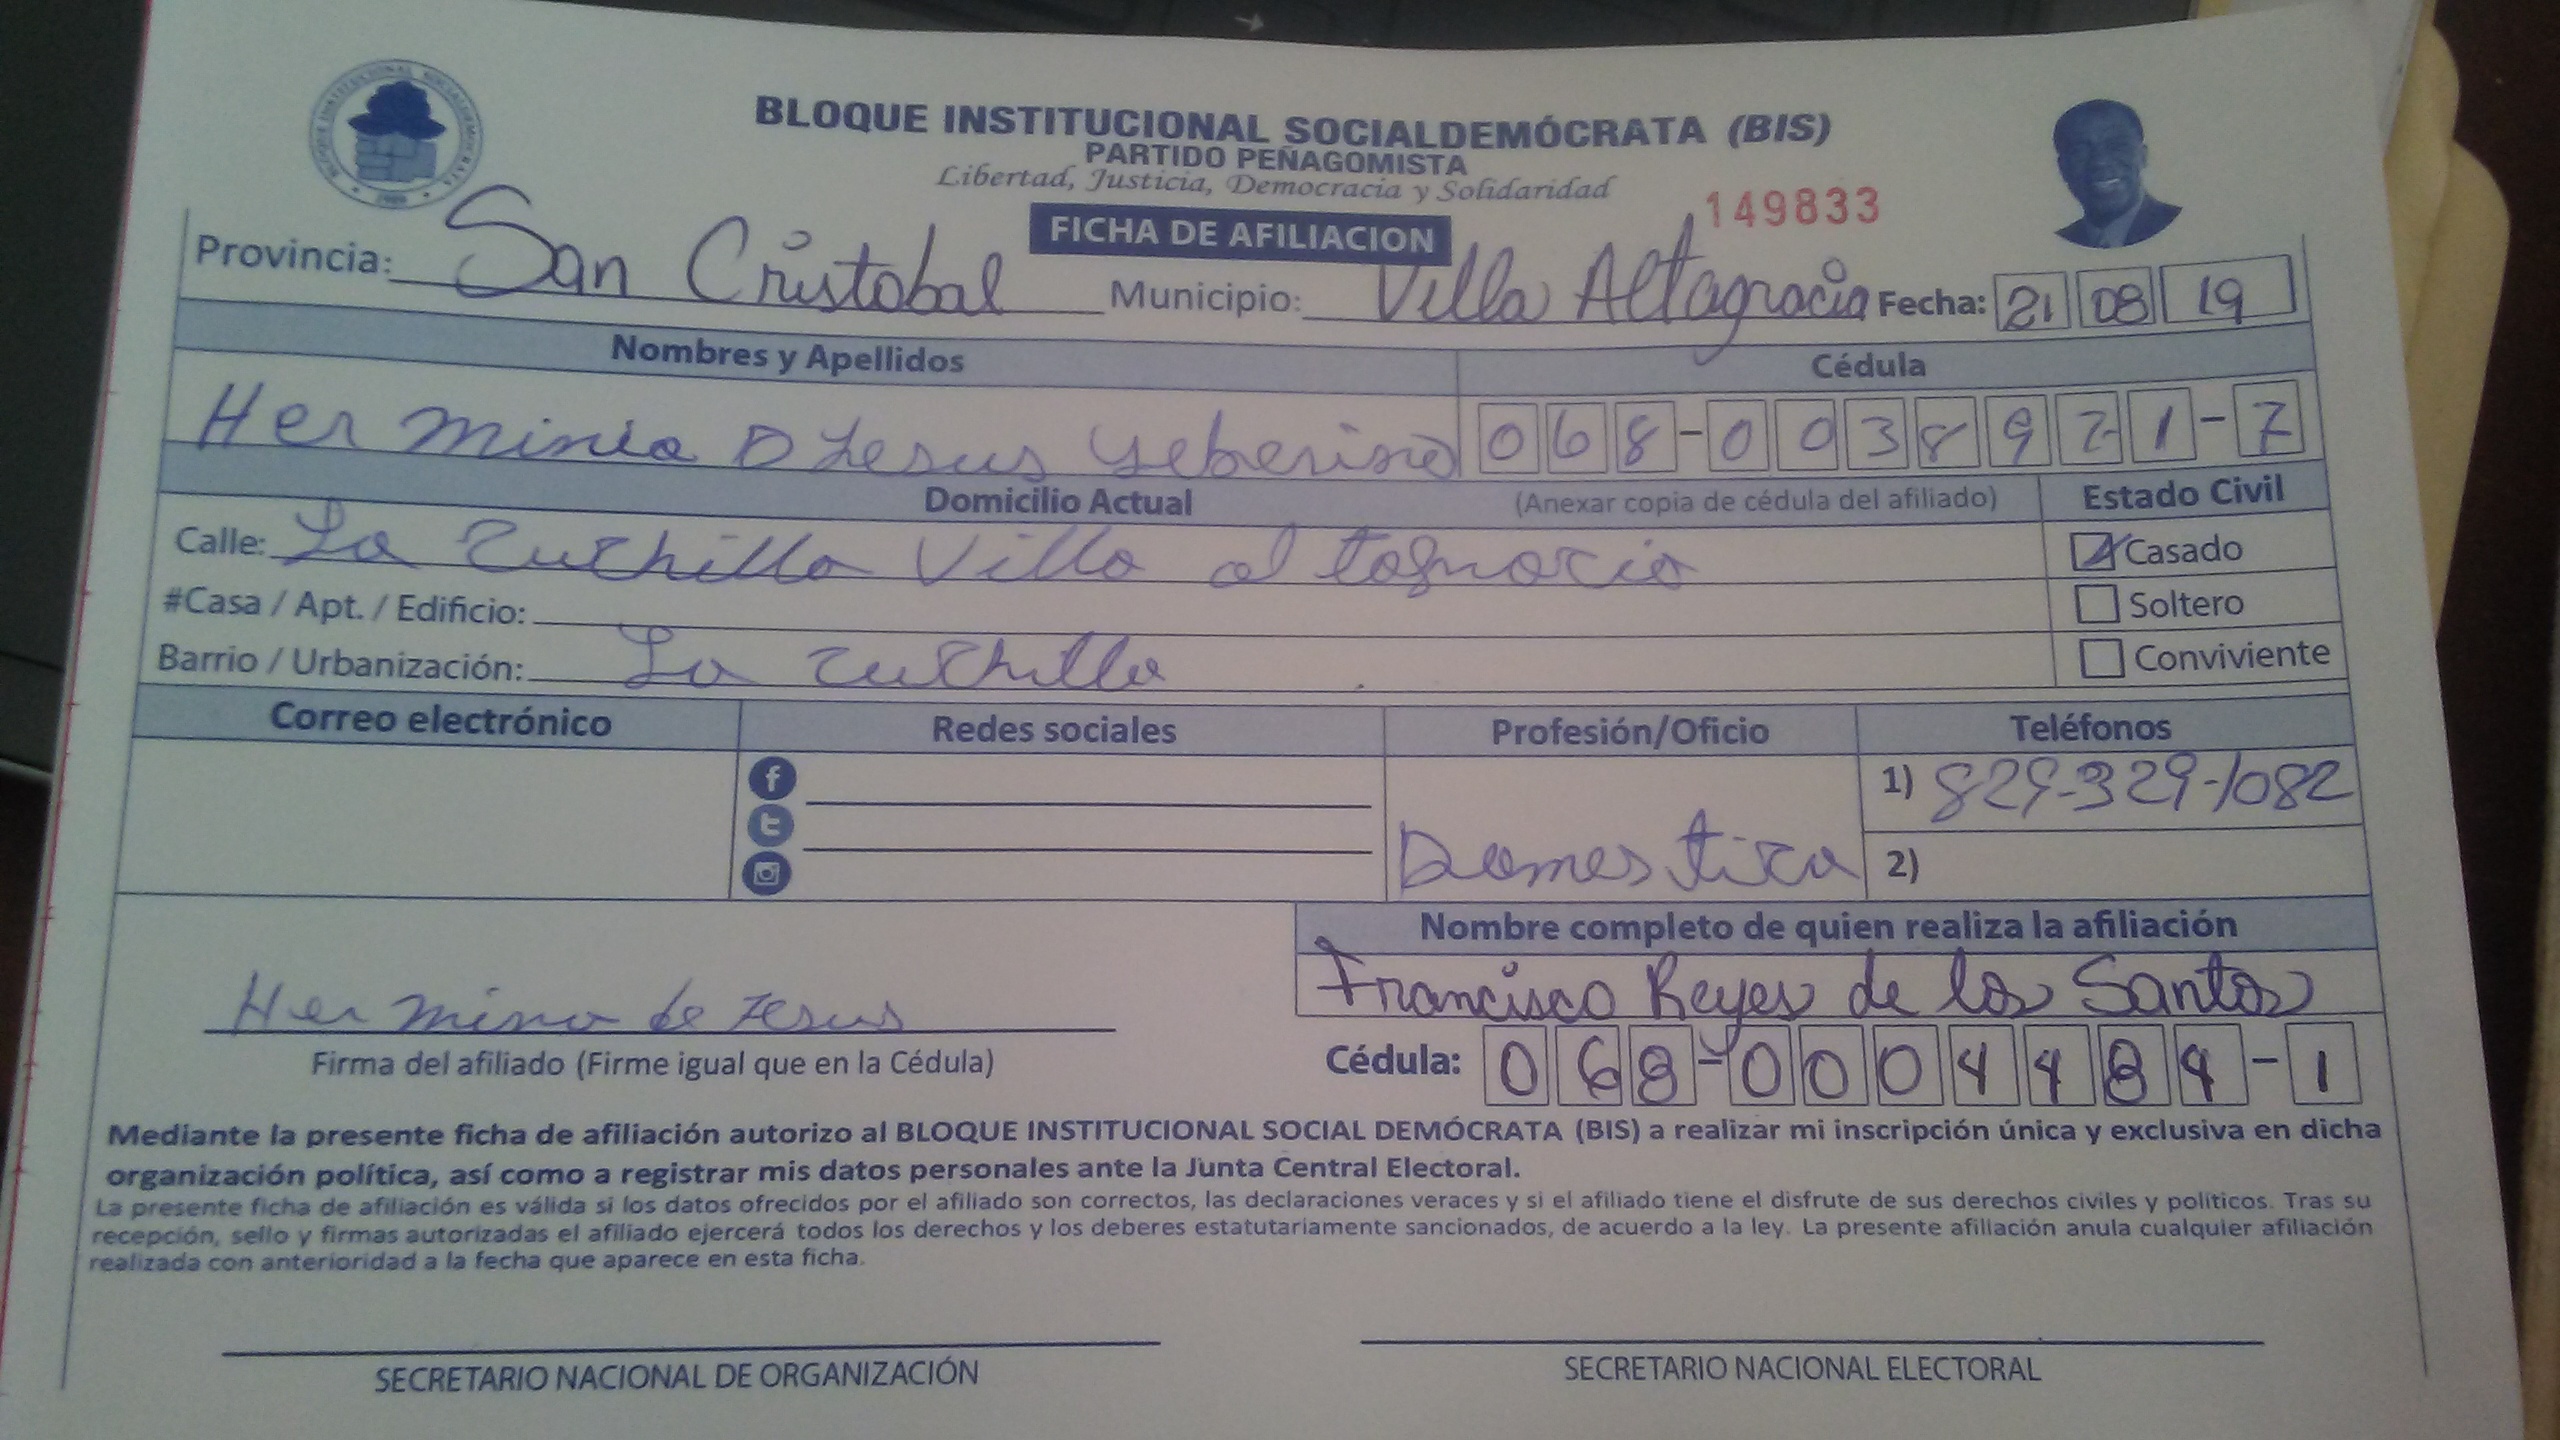 BLOQUE INSTITUCIONAL SOCIALDEMOCRATA
BLOQUE INSTITUCIONAL SOCIALDEMÓCRATA (BIS)
PARTIDO PEÑAGOMISTA
Libertad, Justicia, Democracia y Solidaridad
149833
FICHA DE AFILIACION
Provincia: San Cristobal Municipio: Villa Altagracia Fecha: 21 08 19
Nombres y Apellidos Cédula
Herminia D Jesus 068-0038921-7
Domicilio Actual (Anexar copia de cédula del afiliado) Estado Civil
Calle: La Cuchilla Villa altagracia Casado
#Casa / Apt. / Edificio: Soltero
Barrio / Urbanización: La Cuchilla Conviviente
Correo electrónico Redes sociales Profesión/Oficio Teléfonos
1) 829-329-1082
Domestica 2)
Nombre completo de quien realiza la afiliación
Francisco Reyes de los Santos
Hermina de Jesus
Firma del afiliado (Firme igual que en la Cédula) Cédula: 068-0004484-1
Mediante la presente ficha de afiliación autorizo al BLOQUE INSTITUCIONAL SOCIAL DEMÓCRATA (BIS) a realizar mi inscripción única y exclusiva en dicha
organización política, así como a registrar mis datos personales ante la Junta Central Electoral.
La presente ficha de afiliación es válida si los datos ofrecidos por el afiliado son correctos, las declaraciones veraces y si el afiliado tiene el disfrute de sus derechos civiles y políticos. Tras su
recepción, sello y firmas autorizadas el afiliado ejercerá todos los derechos y los deberes estatutariamente sancionados, de acuerdo a la ley. La presente afiliación anula cualquier afiliación
realizada con anterioridad a la fecha que aparece en esta ficha.
SECRETARIO NACIONAL DE ORGANIZACIÓN SECRETARIO NACIONAL ELECTORAL